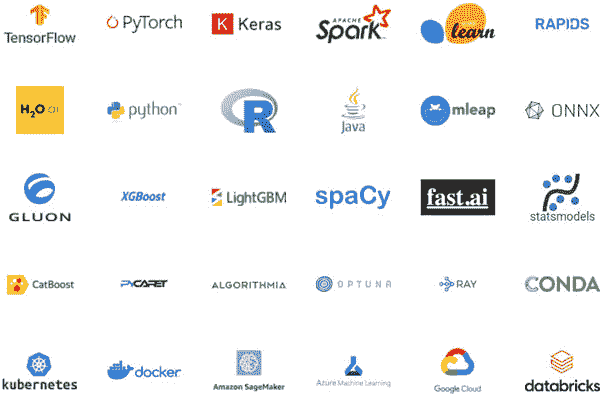 TensorFlow
PyTorch
Keras
APACHE
Spark
learn
RAPIDS
H2O.ai
python
R
Java
mleap
ONNX
GLUON
XGBoost
LightGBM
spaCy
fast.ai
statsmodels
CatBoost
PYCARET
ALGORITHMIA
OPTUNA
RAY
CONDA
kubernetes
docker
Amazon SageMaker
Azure Machine Learning
Google Cloud
databricks